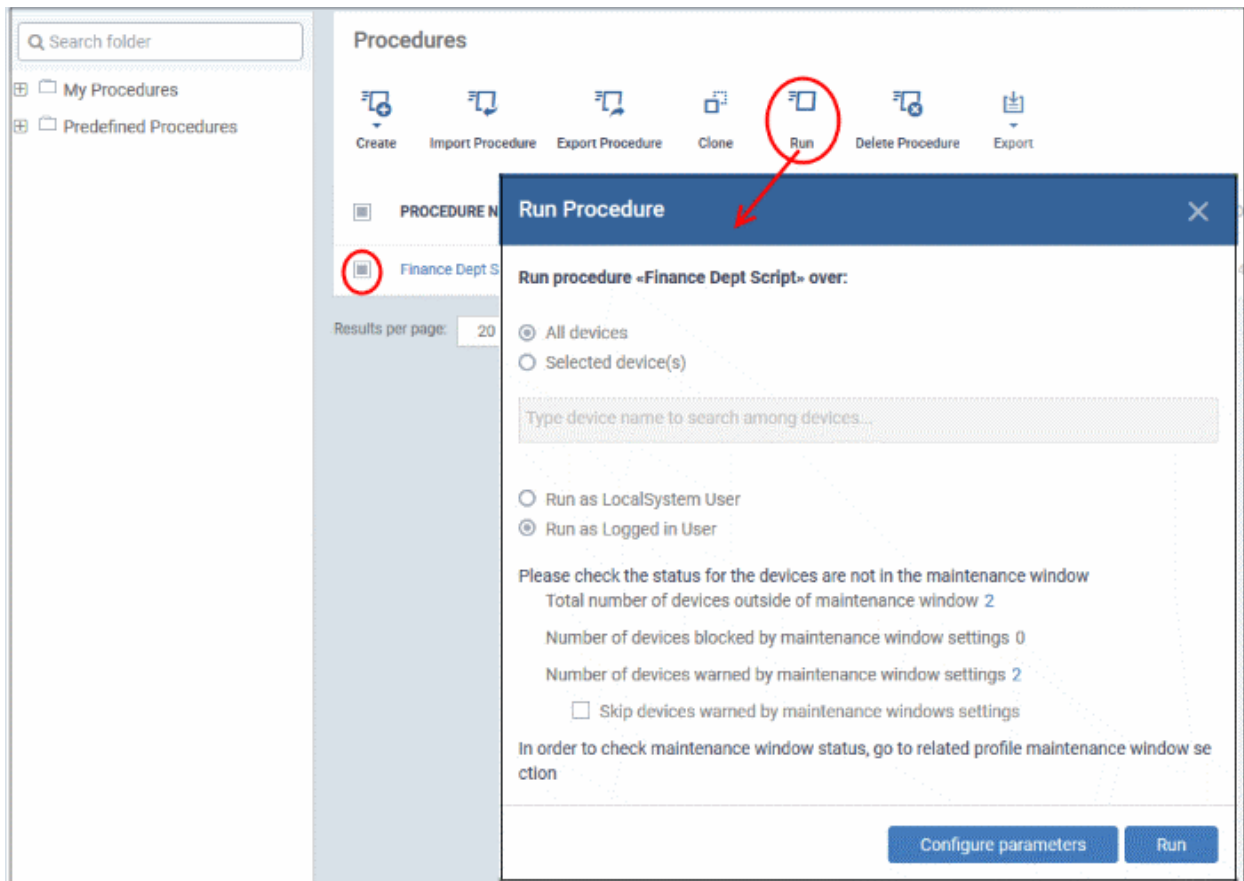 Search folder
My Procedures
Predefined Procedures
Procedures
Create Import Procedure Export Procedure Clone Run Delete Procedure Export
PROCEDURE N
Finance Dept S
Results per page: 20
Run Procedure
Run procedure «Finance Dept Script» over:
All devices
Selected device(s)
Type device name to search among devices...
Run as LocalSystem User
Run as Logged in User
Please check the status for the devices are not in the maintenance window
Total number of devices outside of maintenance window 2
Number of devices blocked by maintenance window settings 0
Number of devices warned by maintenance window settings 2
Skip devices warned by maintenance windows settings
In order to check maintenance window status, go to related profile maintenance window se
ction
Configure parameters Run